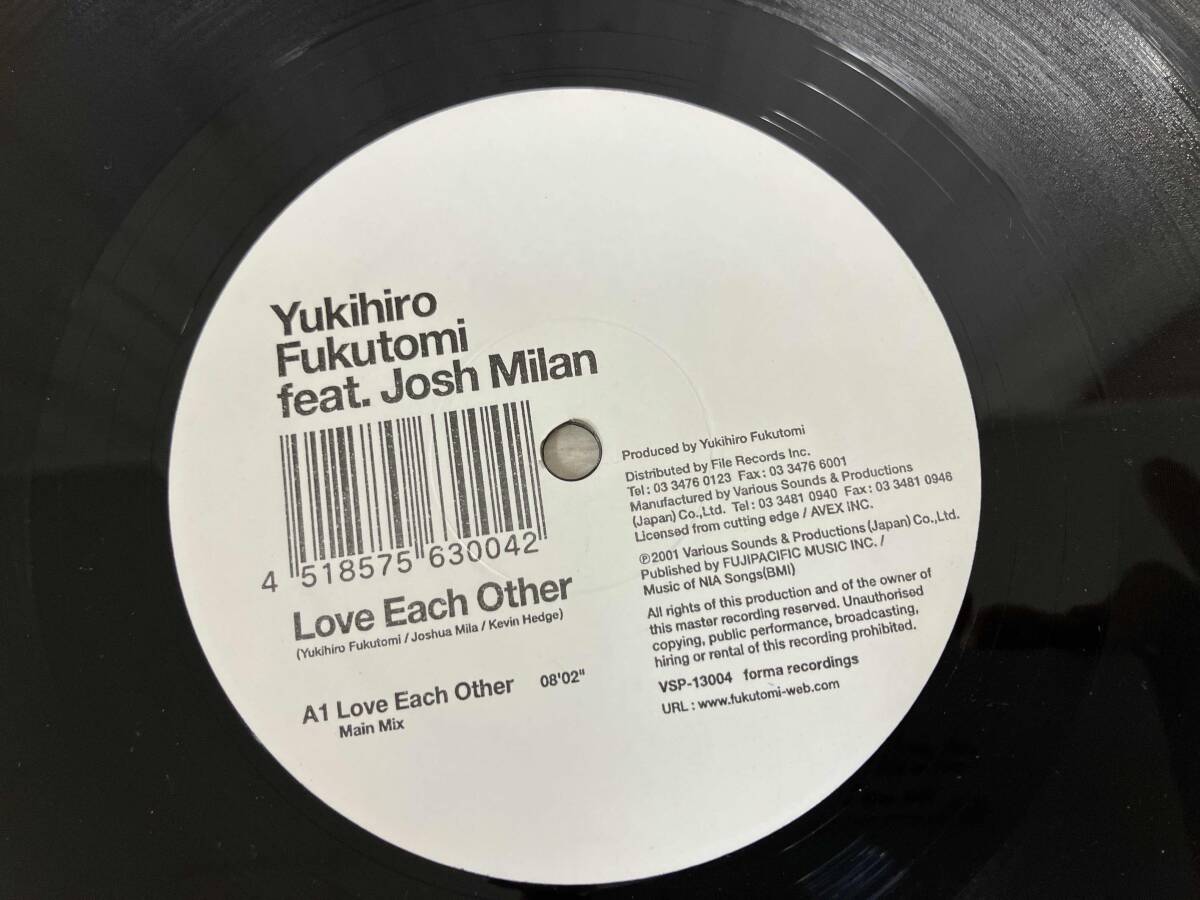 Yukihiro
Fukutomi
feat. Josh Milan
4 518575 630042
Love Each Other
(Yukihiro Fukutomi / Joshua Mila / Kevin Hedge)
A1 Love Each Other 08'02"
Main Mix
Produced by Yukihiro Fukutomi
Distributed by File Records Inc.
Tel : 03 3476 0123 Fax : 03 3476 6001
Manufactured by Various Sounds & Productions
(Japan) Co.,Ltd. Tel : 03 3481 0940 Fax : 03 3481 0946
Licensed from cutting edge / AVEX INC.
℗2001 Various Sounds & Productions (Japan) Co.,Ltd.
Published by FUJIPACIFIC MUSIC INC. /
Music of NIA Songs(BMI)
All rights of this production and of the owner of
this master recording reserved. Unauthorised
copying, public performance, broadcasting,
hiring or rental of this recording prohibited.
VSP-13004 forma recordings
URL : www.fukutomi-web.com